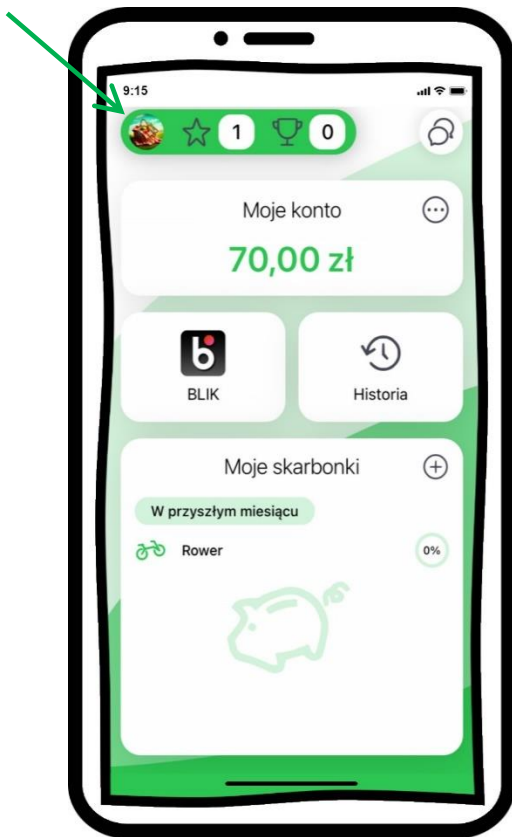 9:15
1 0
Moje konto
70,00 zł
BLIK Historia
Moje skarbonki
W przyszłym miesiącu
Rower 0%